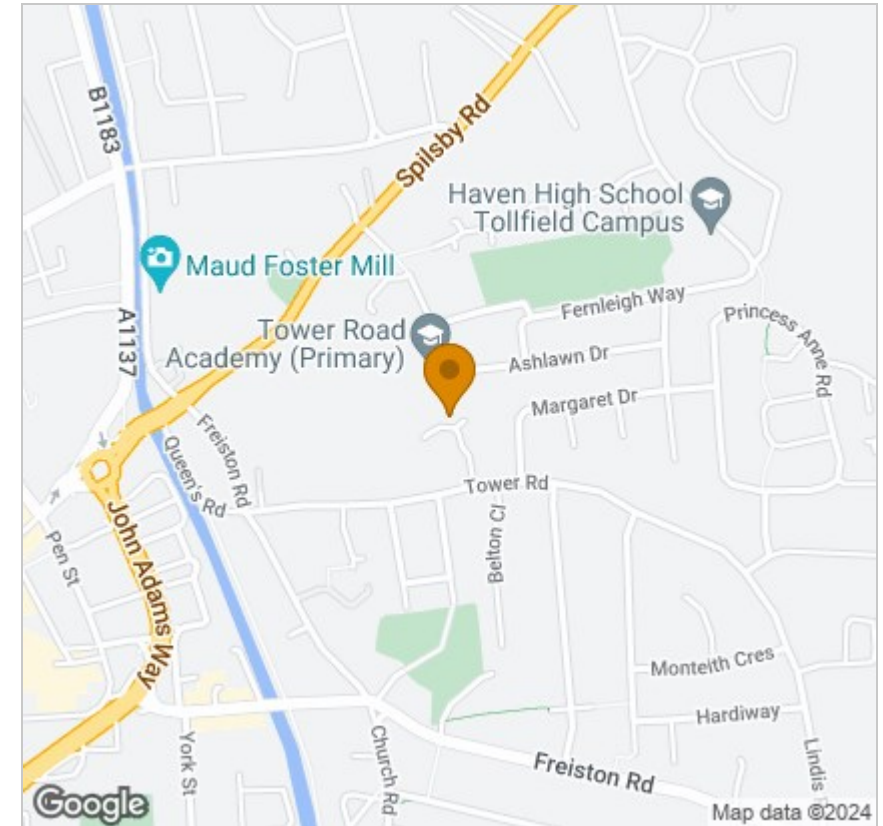 B1183
Spilsby Rd
Haven High School
Tollfield Campus
Maud Foster Mill
Fernleigh Way
Princess Anne Rd
A1137
Tower Road
Academy (Primary)
Ashlawn Dr
Margaret Dr
Freiston Rd
Queen's Rd
Tower Rd
John Adams Way
Pen St
Belton Cl
Monteith Cres
Hardiway
York St
Church Rd
Freiston Rd
Lindis
Google
Map data ©2024